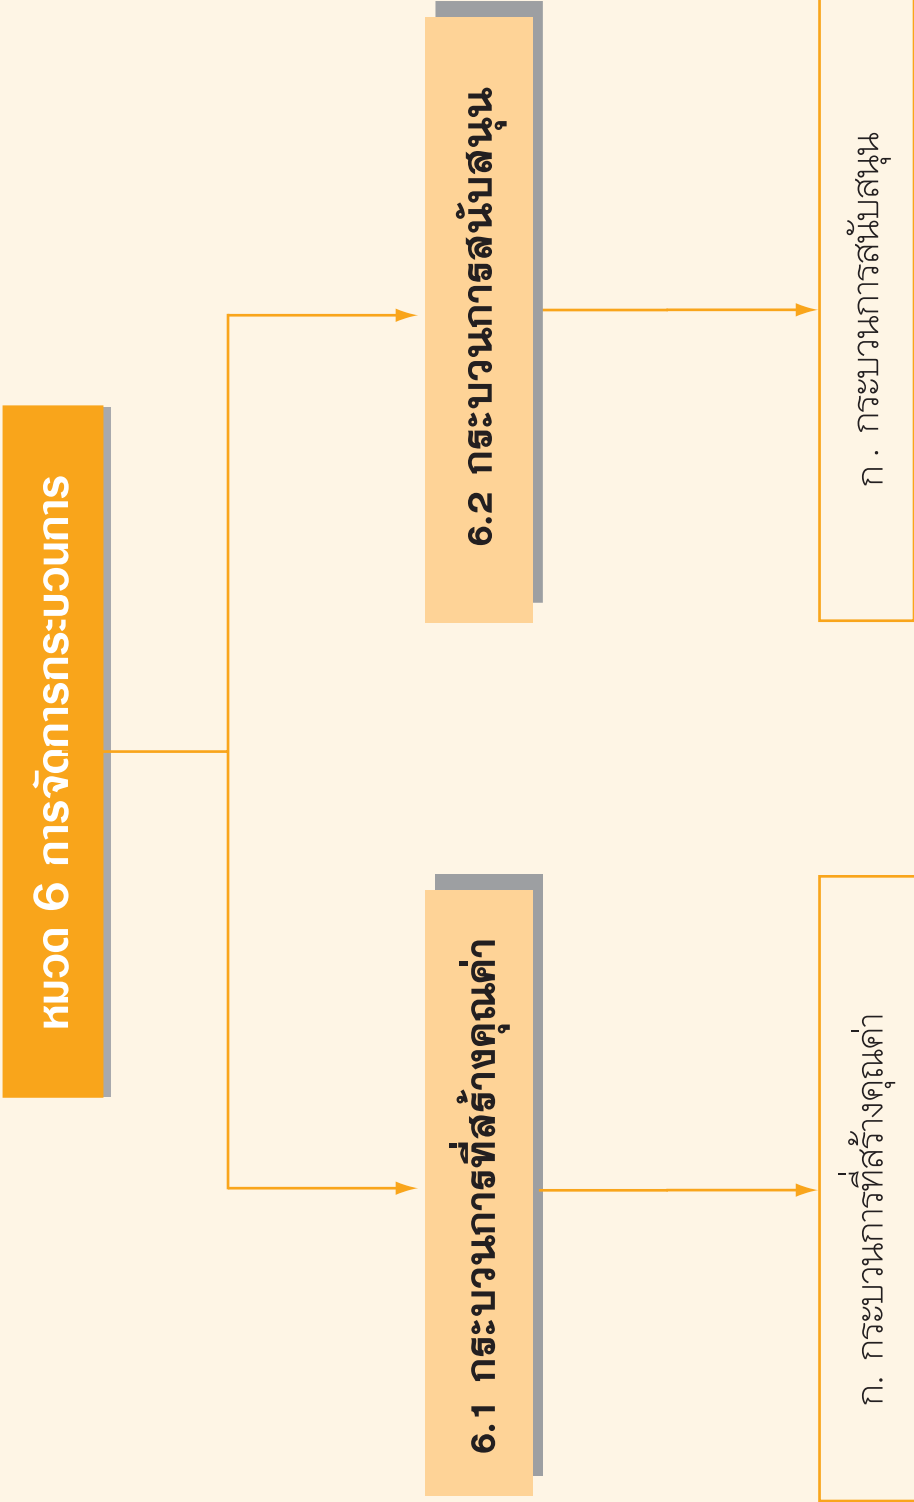 หมวด 6 การจัดการกระบวนการ
6.1 กระบวนการที่สร้างคุณค่า
6.2 กระบวนการสนับสนุน
ก. กระบวนการที่สร้างคุณค่า
ก . กระบวนการสนับสนุน